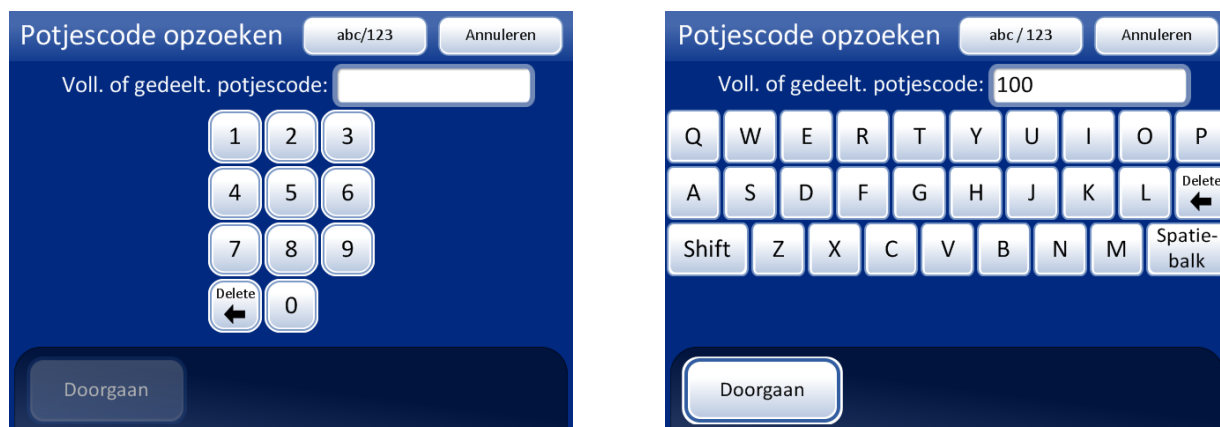 Potjescode opzoeken abc/123 Annuleren
Voll. of gedeelt. potjescode:
1 2 3
4 5 6
7 8 9
Delete 0
Doorgaan
Potjescode opzoeken abc / 123 Annuleren
Voll. of gedeelt. potjescode: 100
Q W E R T Y U I O P
A S D F G H J K L Delete
Shift Z X C V B N M Spatie-
balk
Doorgaan